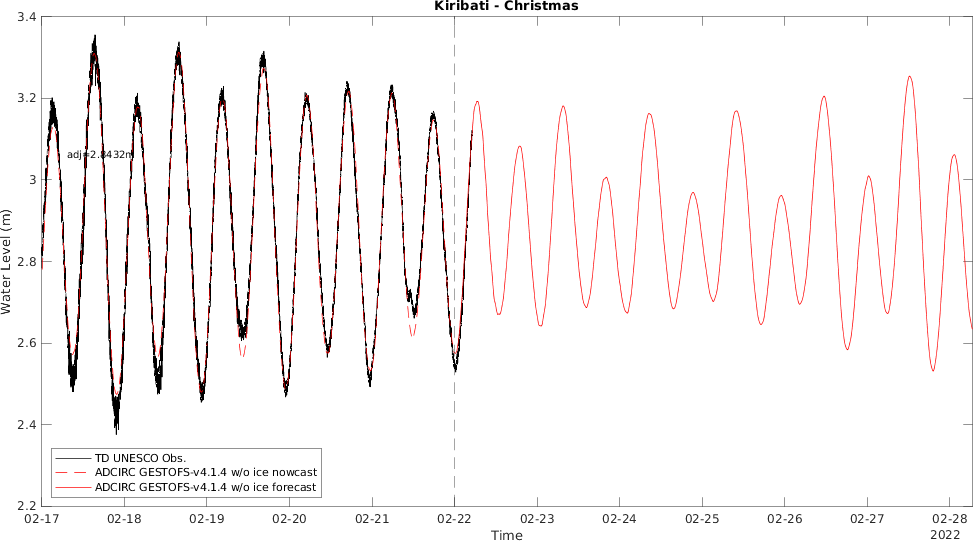 Kiribati - Christmas
3.4
3.2
3
2.8
2.6
2.4
2.2
Water Level (m)
adj=2.8432m
TD UNESCO Obs.
ADCIRC GESTOFS-v4.1.4 w/o ice nowcast
ADCIRC GESTOFS-v4.1.4 w/o ice forecast
02-17 02-18 02-19 02-20 02-21 02-22 02-23 02-24 02-25 02-26 02-27 02-28
2022
Time